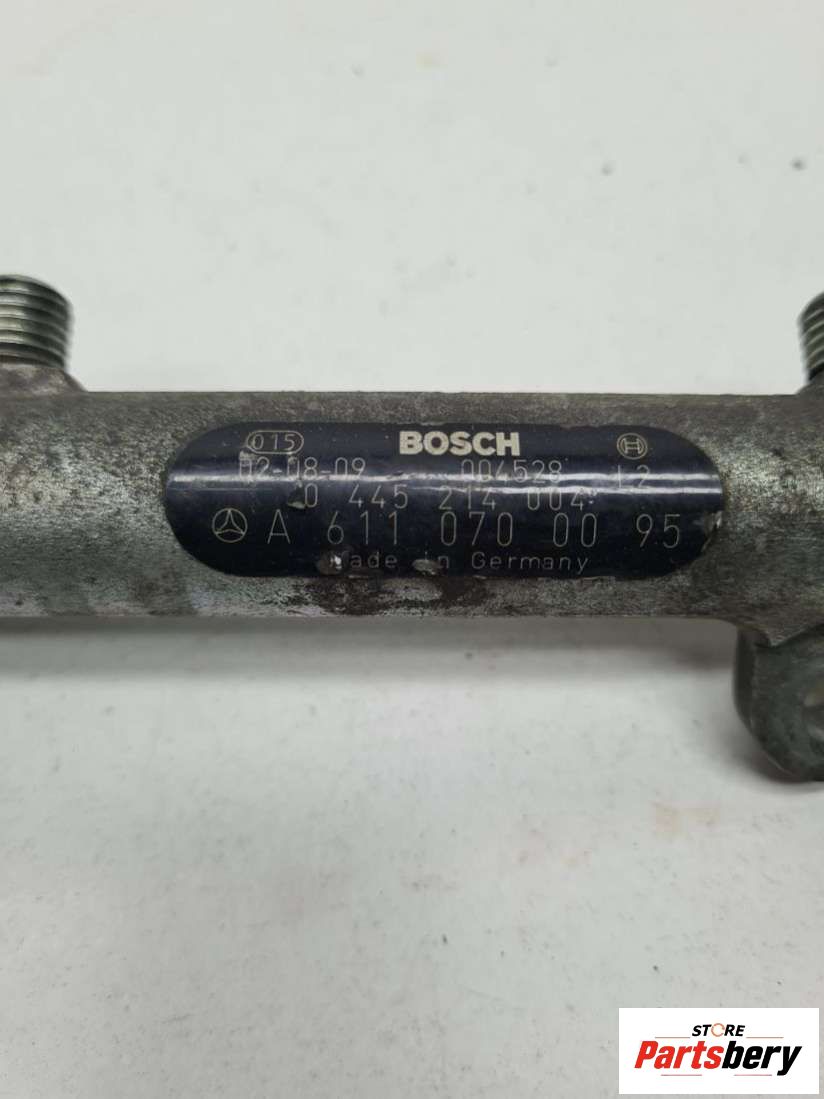 015 BOSCH
02-08-09 004528 L2
0 445 214 004
A 611 070 00 95
Made in Germany
STORE
Partsbery